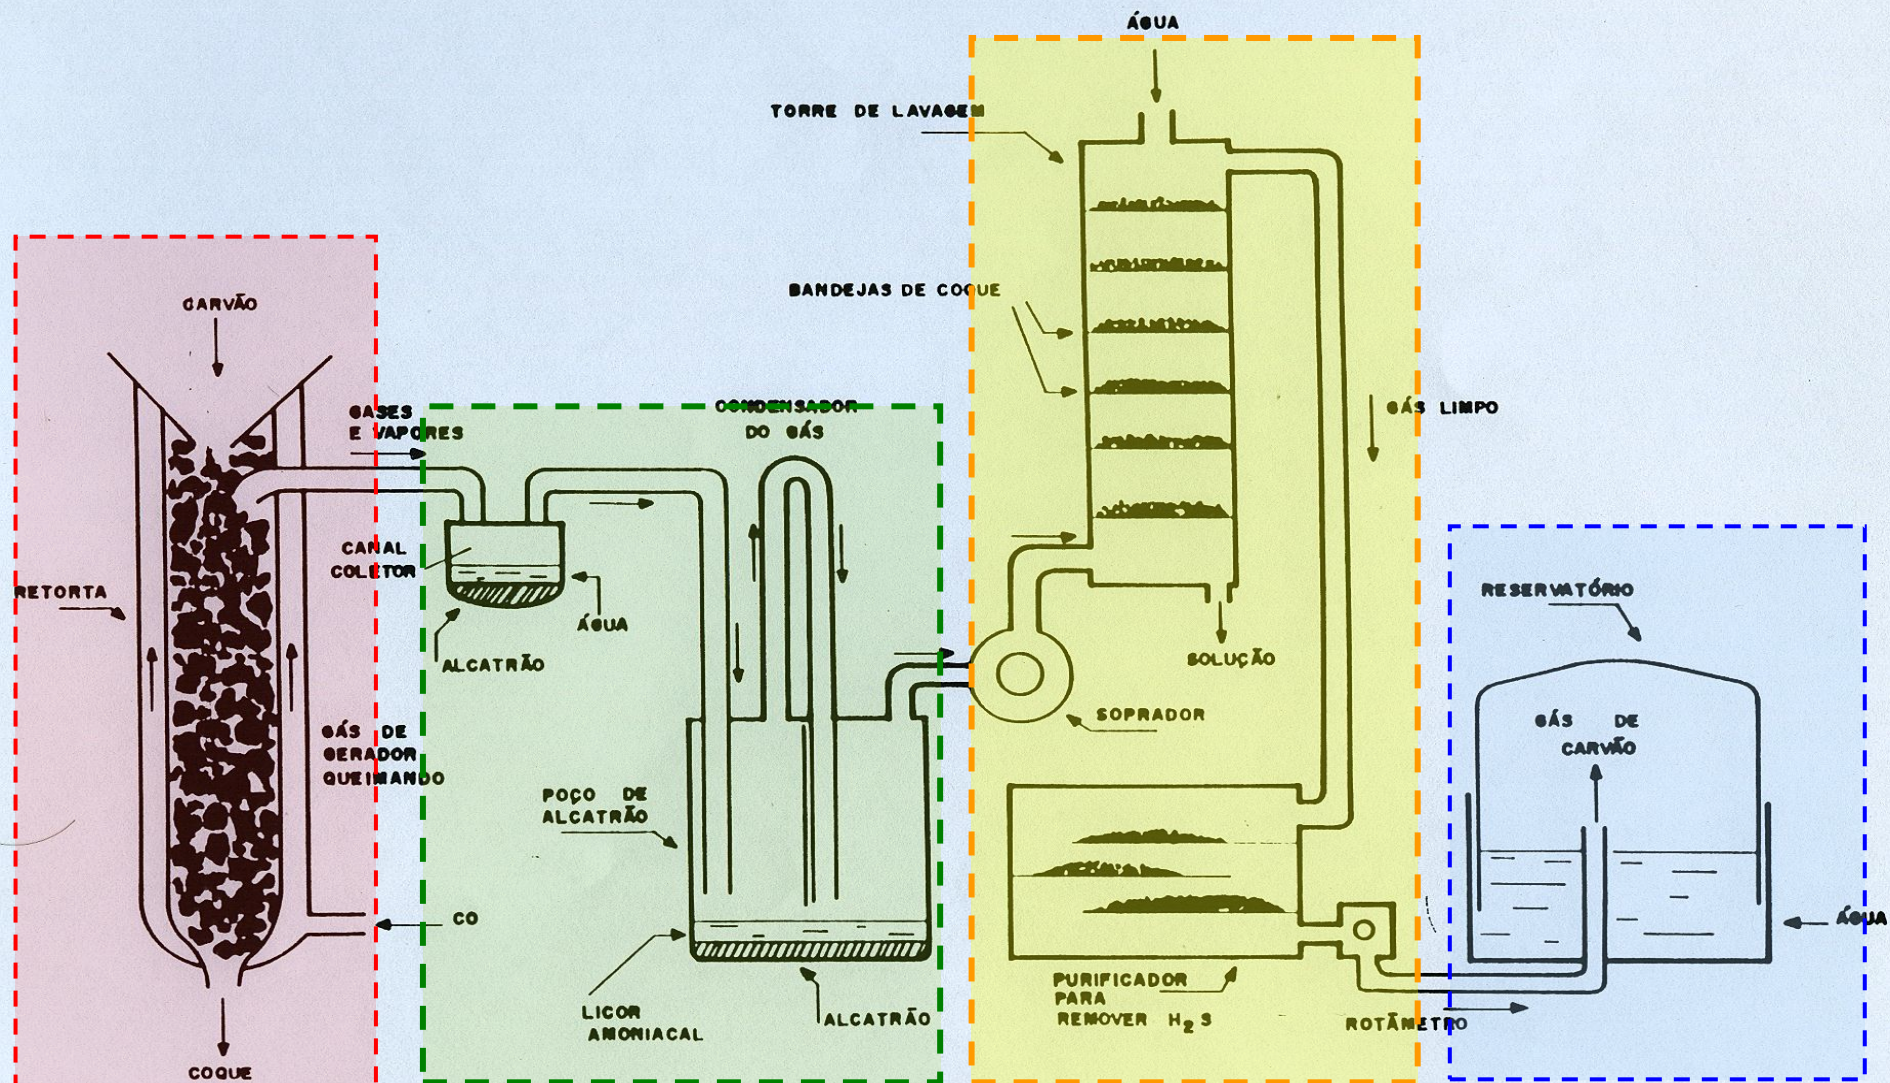 ÁGUA
TORRE DE LAVAGEM
BANDEJAS DE COQUE
CARVÃO
GASES
E VAPORES
CONDENSADOR
DO GÁS
GÁS LIMPO
CANAL
COLETOR
RETORTA
ÁGUA
ALCATRÃO
RESERVATÓRIO
SOLUÇÃO
SOPRADOR
GÁS DE
CARVÃO
GÁS DE
GERADOR
QUEIMANDO
POÇO DE
ALCATRÃO
CO
ÁGUA
PURIFICADOR
PARA
REMOVER H2S
LICOR
AMONIACAL
ALCATRÃO
ROTÂMETRO
COQUE